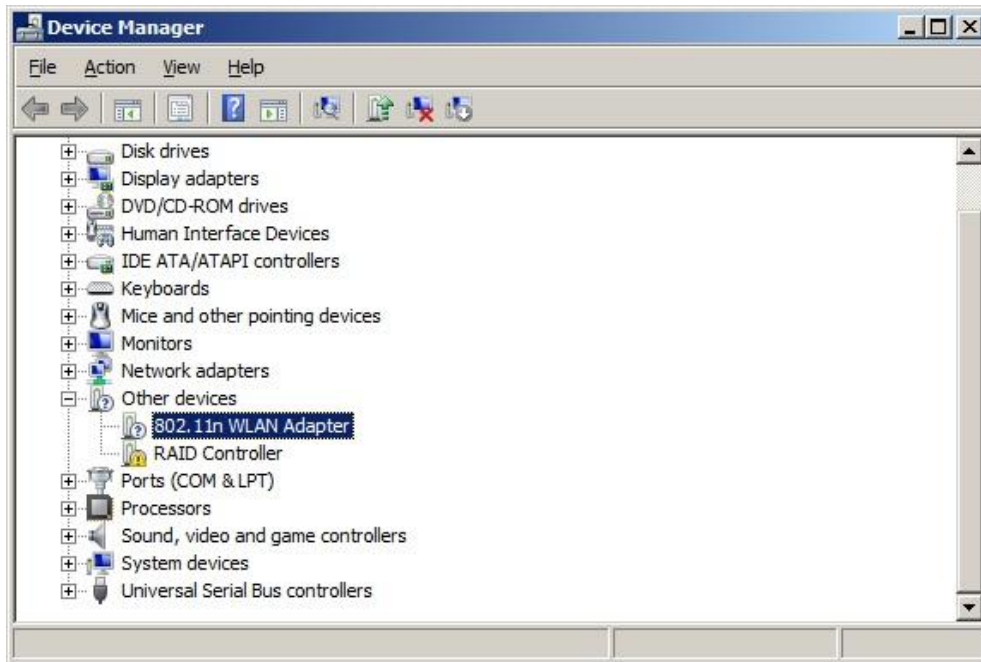 Device Manager
File Action View Help
Disk drives
Display adapters
DVD/CD-ROM drives
Human Interface Devices
IDE ATA/ATAPI controllers
Keyboards
Mice and other pointing devices
Monitors
Network adapters
Other devices
802.11n WLAN Adapter
RAID Controller
Ports (COM & LPT)
Processors
Sound, video and game controllers
System devices
Universal Serial Bus controllers